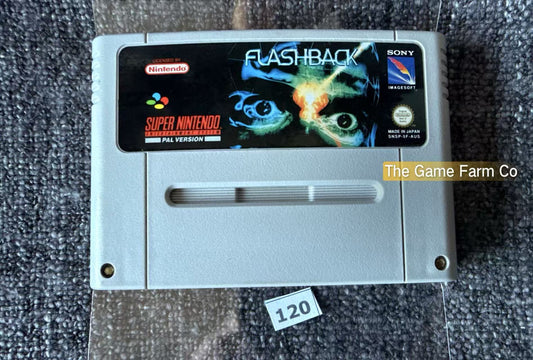 LICENSED BY
Nintendo
FLASHBACK
SONY
IMAGESOFT
SUPER NINTENDO
ENTERTAINMENT SYSTEM
PAL VERSION
MADE IN JAPAN
SNSP-IF-AUS
The Game Farm Co
120